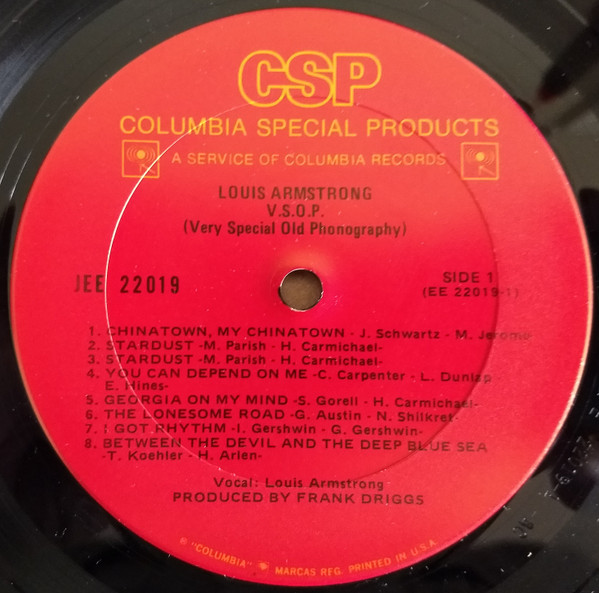 CSP
COLUMBIA SPECIAL PRODUCTS
A SERVICE OF COLUMBIA RECORDS
LOUIS ARMSTRONG
V.S.O.P.
(Very Special Old Phonography)
JEE 22019
SIDE 1
(EE 22019-1)
1. CHINATOWN, MY CHINATOWN - J. Schwartz - M. Jerome
2. STARDUST - M. Parish - H. Carmichael-
3. STARDUST - M. Parish - H. Carmichael-
4. YOU CAN DEPEND ON ME -C. Carpenter - L. Dunlap
E. Hines-
5. GEORGIA ON MY MIND -S. Gorell - H. Carmichael-
6. THE LONESOME ROAD -G. Austin - N. Shilkret-
7. I GOT RHYTHM -I. Gershwin - G. Gershwin-
8. BETWEEN THE DEVIL AND THE DEEP BLUE SEA
-T. Koehler - H. Arlen-
Vocal: Louis Armstrong
PRODUCED BY FRANK DRIGGS
® "COLUMBIA" MARCAS REG. PRINTED IN U.S.A.